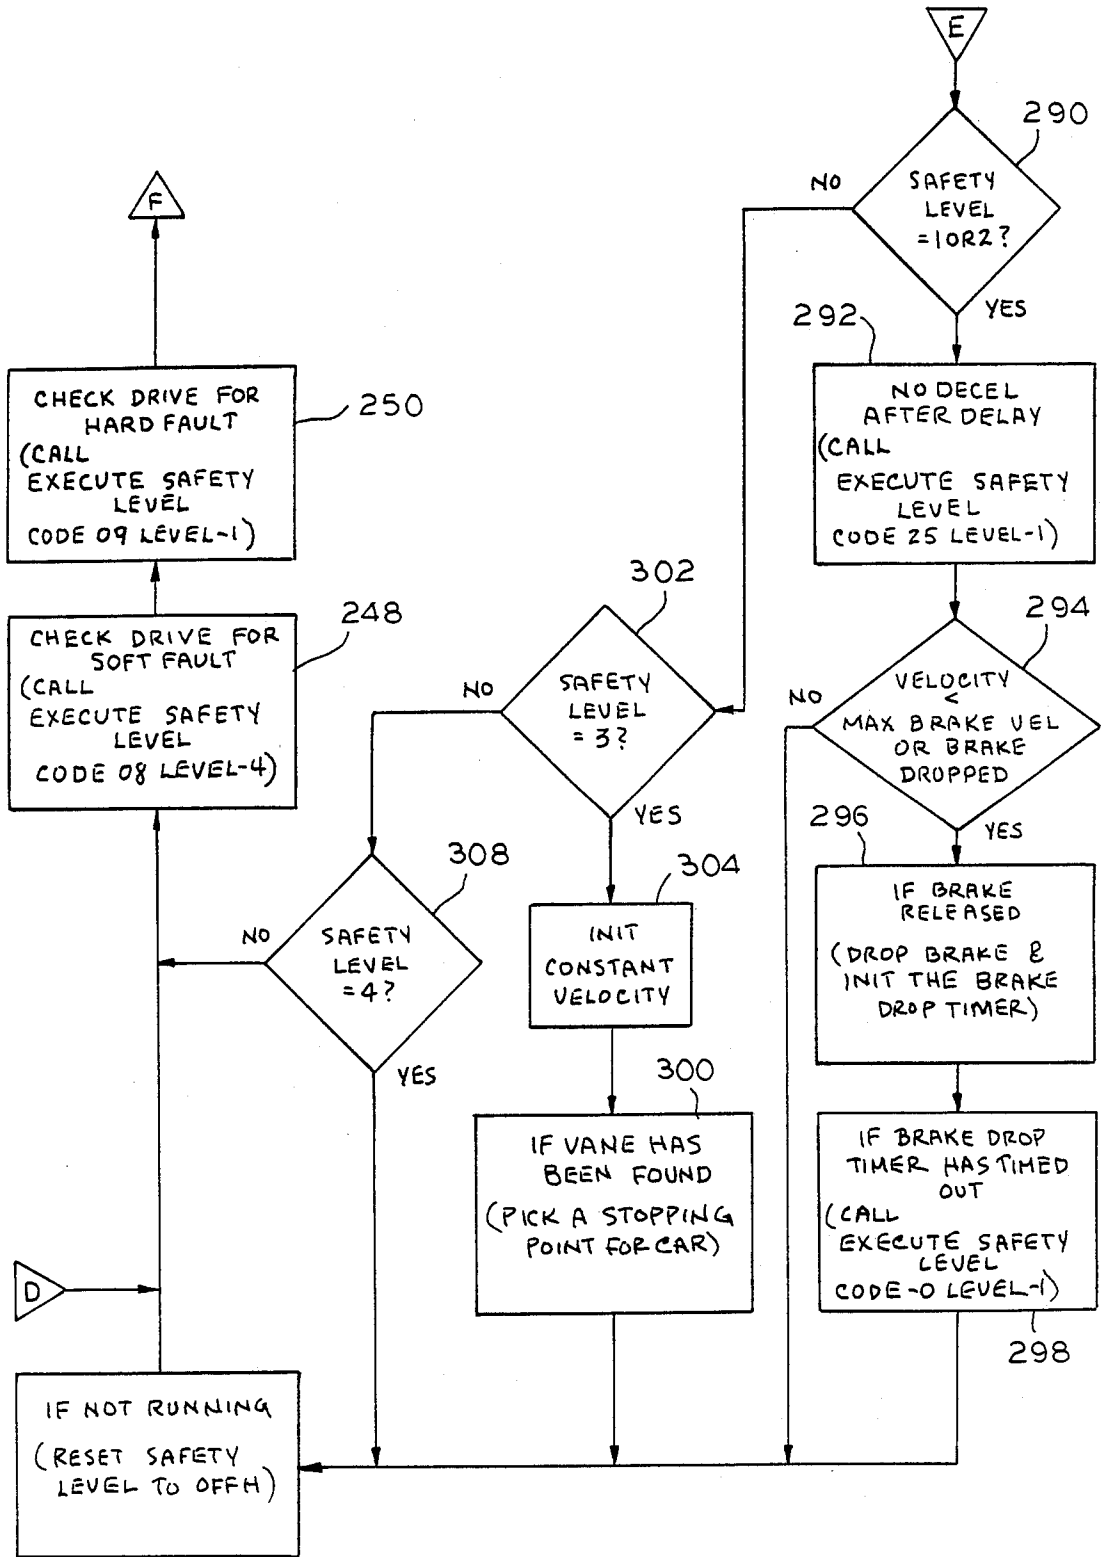 E
290
NO
SAFETY
LEVEL
=1OR2?
YES
F
292
NO DECEL
AFTER DELAY
(CALL
EXECUTE SAFETY
LEVEL
CODE 25 LEVEL-1)
CHECK DRIVE FOR
HARD FAULT
(CALL
EXECUTE SAFETY
LEVEL
CODE 09 LEVEL-1)
250
302
294
CHECK DRIVE FOR
SOFT FAULT
(CALL
EXECUTE SAFETY
LEVEL
CODE 08 LEVEL-4)
248
NO
SAFETY
LEVEL
=3?
YES
NO
VELOCITY
<
MAX BRAKE VEL
OR BRAKE
DROPPED
YES
308
NO
SAFETY
LEVEL
=4?
YES
304
INIT
CONSTANT
VELOCITY
296
IF BRAKE
RELEASED
(DROP BRAKE &
INIT THE BRAKE
DROP TIMER)
300
IF VANE HAS
BEEN FOUND
(PICK A STOPPING
POINT FOR CAR)
IF BRAKE DROP
TIMER HAS TIMED
OUT
(CALL
EXECUTE SAFETY
LEVEL
CODE-0 LEVEL-1)
298
D
IF NOT RUNNING
(RESET SAFETY
LEVEL TO OFFH)